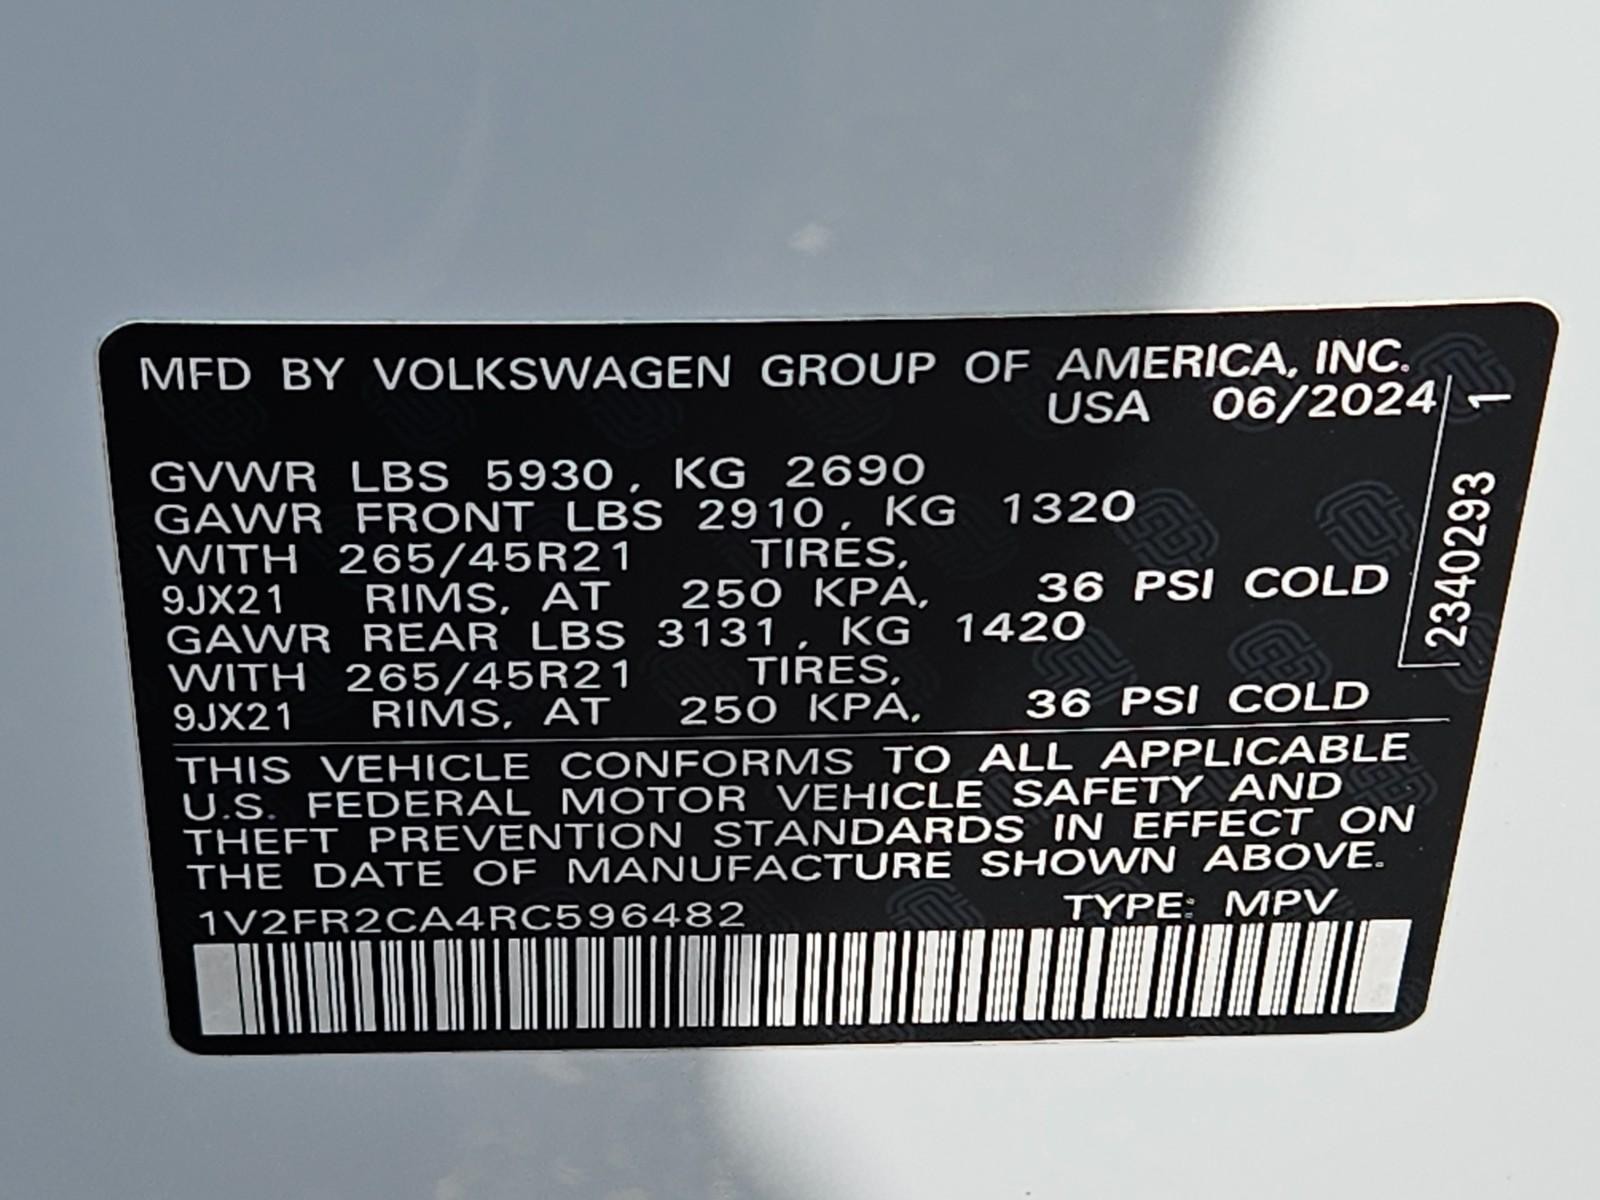 MFD BY VOLKSWAGEN GROUP OF AMERICA, INC.
USA 06/2024
GVWR LBS 5930, KG 2690
GAWR FRONT LBS 2910, KG 1320
WITH 265/45R21 TIRES,
9JX21 RIMS, AT 250 KPA, 36 PSI COLD
GAWR REAR LBS 3131, KG 1420
WITH 265/45R21 TIRES,
9JX21 RIMS, AT 250 KPA, 36 PSI COLD
2340293 1
THIS VEHICLE CONFORMS TO ALL APPLICABLE
U.S. FEDERAL MOTOR VEHICLE SAFETY AND
THEFT PREVENTION STANDARDS IN EFFECT ON
THE DATE OF MANUFACTURE SHOWN ABOVE.
1V2FR2CA4RC596482 TYPE: MPV